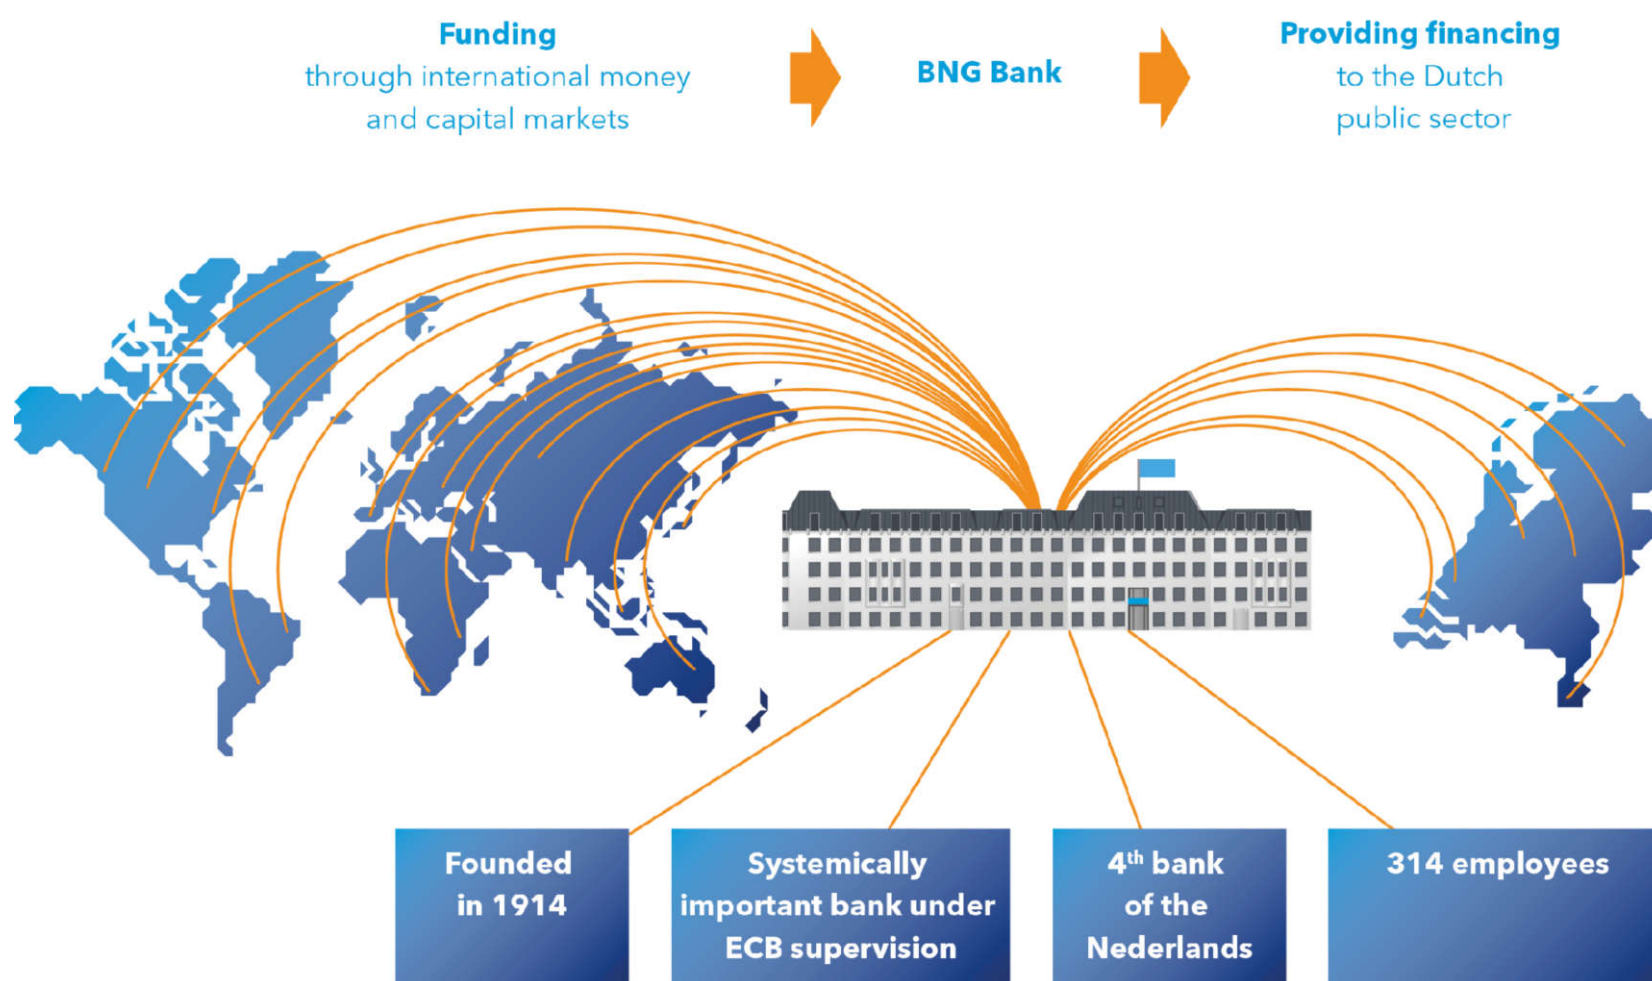 Funding
through international money
and capital markets
BNG Bank
Providing financing
to the Dutch
public sector
Founded
in 1914
Systemically
important bank under
ECB supervision
4th bank
of the
Nederlands
314 employees